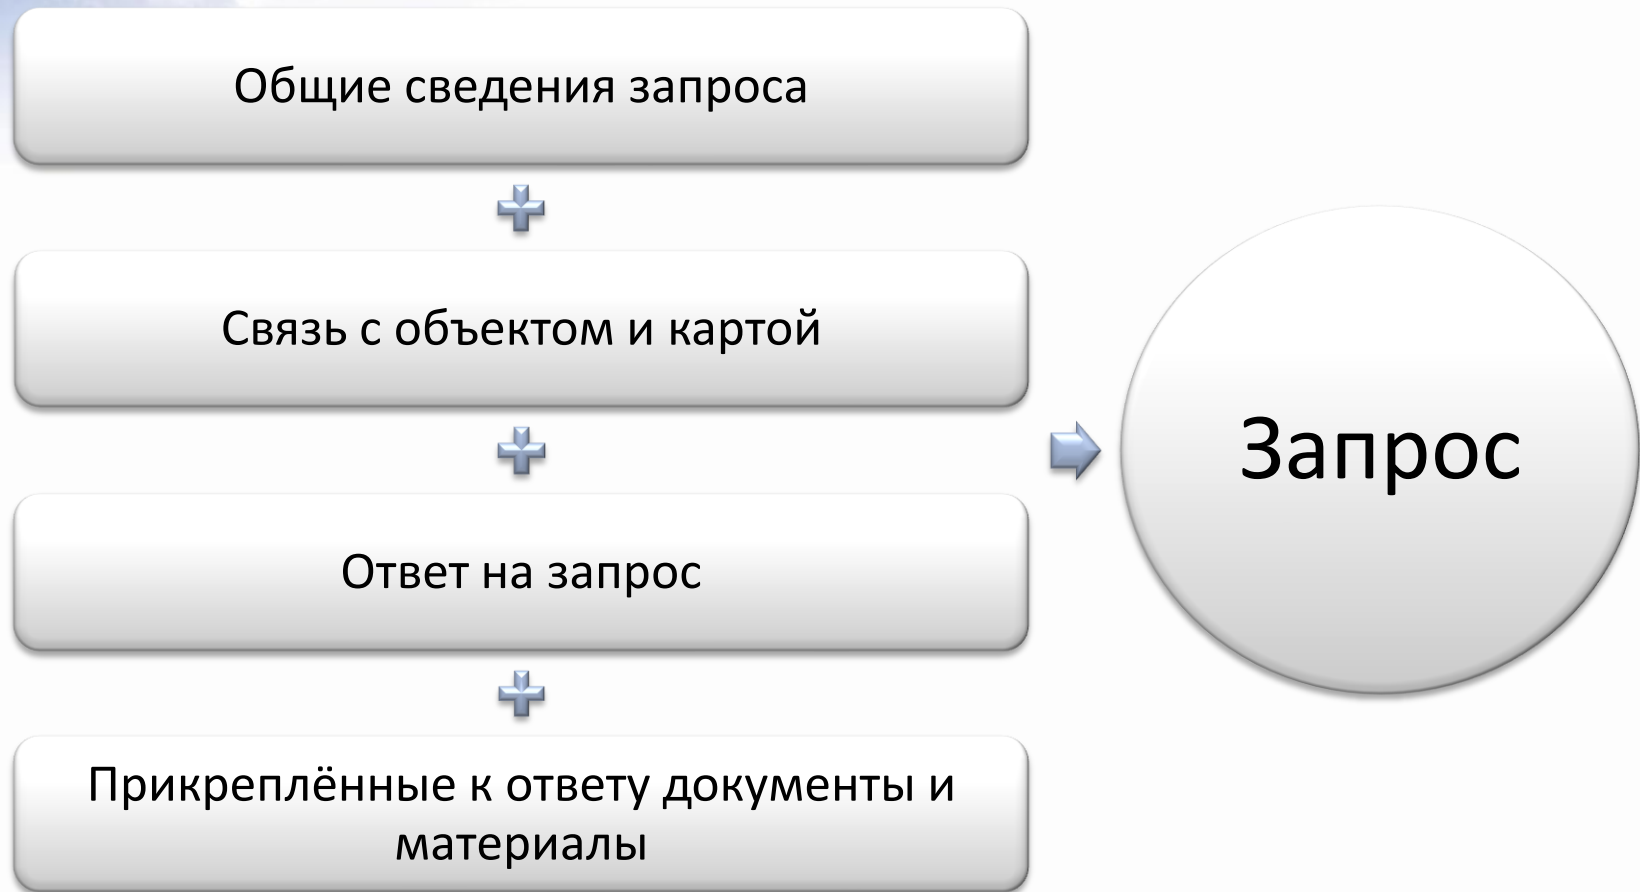 Общие сведения запроса
Связь с объектом и картой
Ответ на запрос
Прикреплённые к ответу документы и
материалы
Запрос